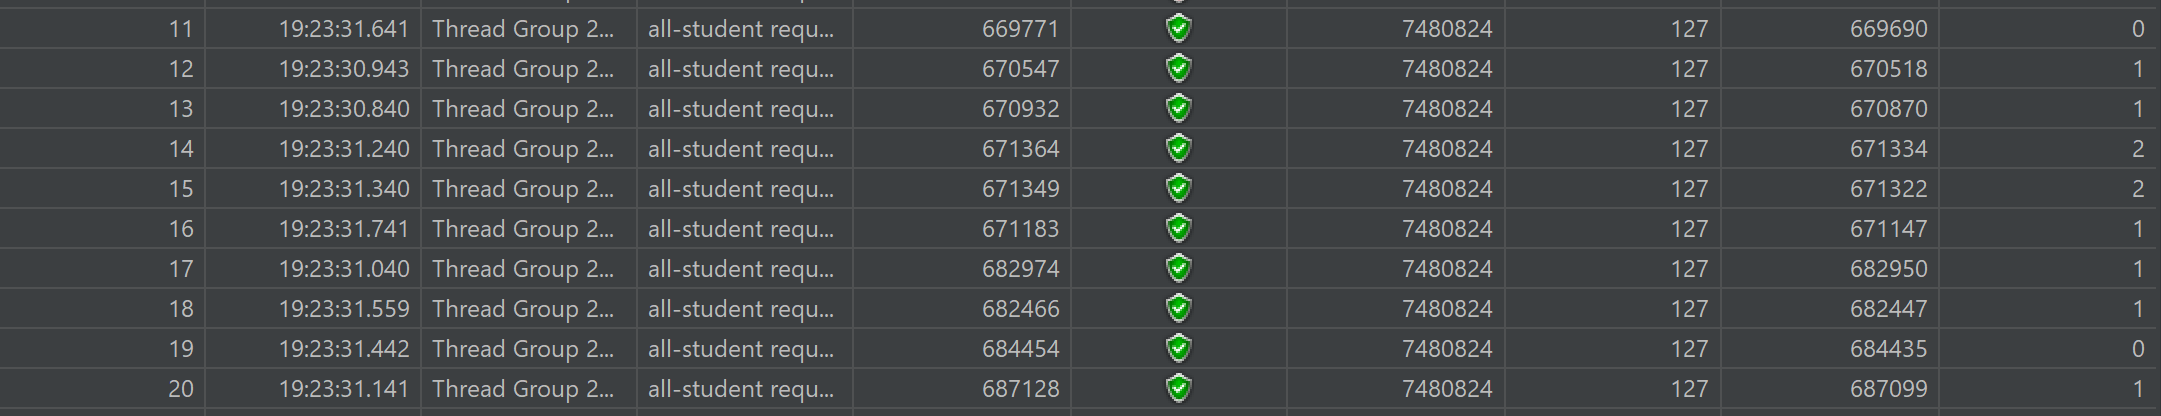 11 19:23:31.641 Thread Group 2... all-student requ... 669771 7480824 127 669690 0
12 19:23:30.943 Thread Group 2... all-student requ... 670547 7480824 127 670518 1
13 19:23:30.840 Thread Group 2... all-student requ... 670932 7480824 127 670870 1
14 19:23:31.240 Thread Group 2... all-student requ... 671364 7480824 127 671334 2
15 19:23:31.340 Thread Group 2... all-student requ... 671349 7480824 127 671322 2
16 19:23:31.741 Thread Group 2... all-student requ... 671183 7480824 127 671147 1
17 19:23:31.040 Thread Group 2... all-student requ... 682974 7480824 127 682950 1
18 19:23:31.559 Thread Group 2... all-student requ... 682466 7480824 127 682447 1
19 19:23:31.442 Thread Group 2... all-student requ... 684454 7480824 127 684435 0
20 19:23:31.141 Thread Group 2... all-student requ... 687128 7480824 127 687099 1